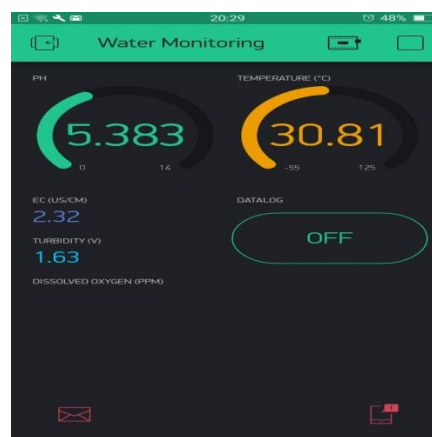 20:29 48%
Water Monitoring
PH TEMPERATURE (°C)
5.383 30.81
0 14 -55 125
EC (US/CM) DATALOG
2.32
OFF
TURBIDITY (V)
1.63
DISSOLVED OXYGEN (PPM)